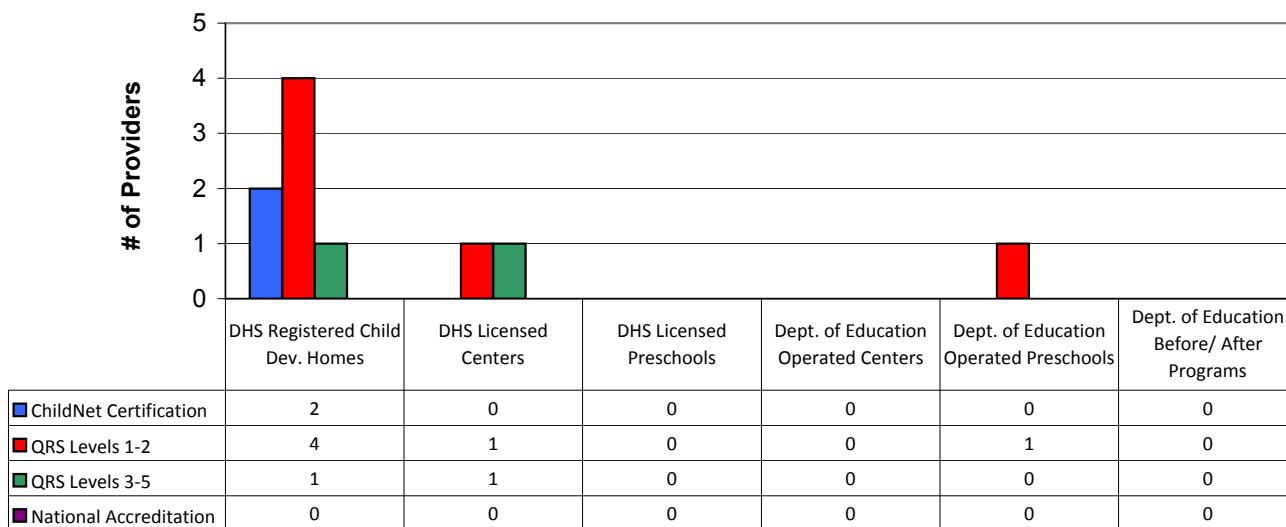 5
4
3
2
1
0
# of Providers
DHS Registered Child Dev. Homes
DHS Licensed Centers
DHS Licensed Preschools
Dept. of Education Operated Centers
Dept. of Education Operated Preschools
Dept. of Education Before/ After Programs
ChildNet Certification 2 0 0 0 0 0
QRS Levels 1-2 4 1 0 0 1 0
QRS Levels 3-5 1 1 0 0 0 0
National Accreditation 0 0 0 0 0 0